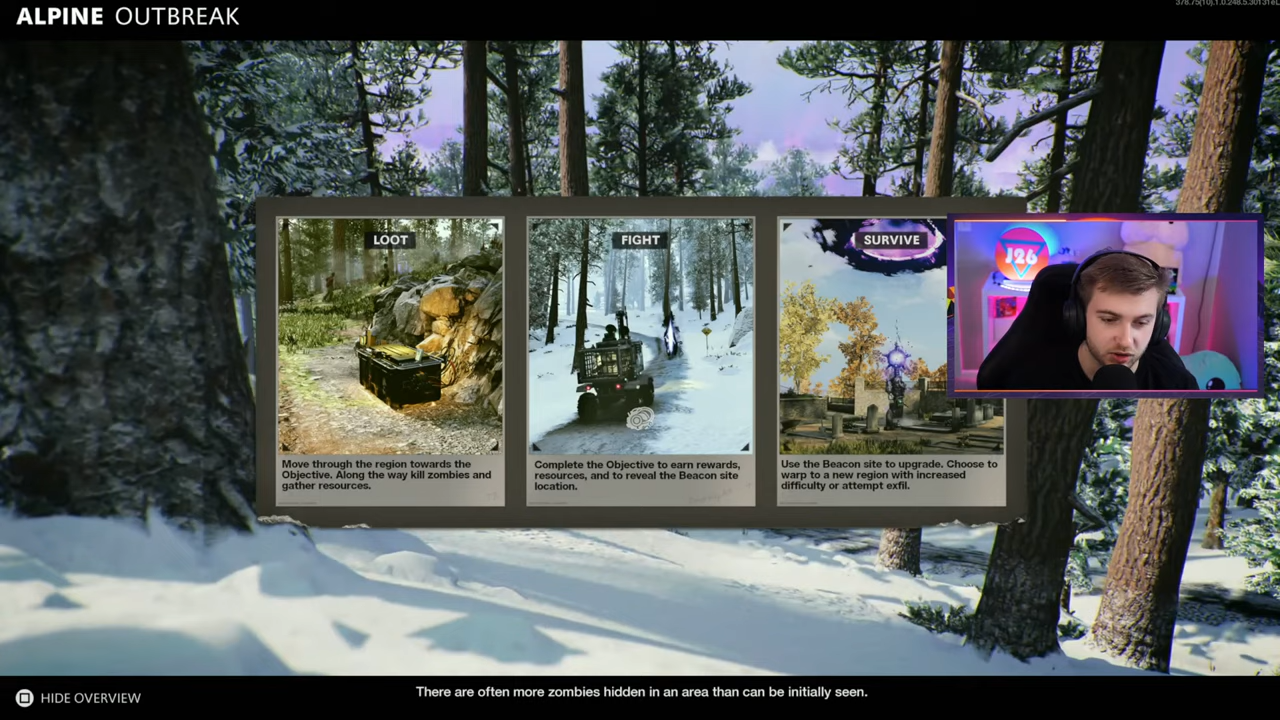 ALPINE OUTBREAK
LOOT
FIGHT
SURVIVE
J26
Move through the region towards the
Objective. Along the way kill zombies and
gather resources.
Complete the Objective to earn rewards,
resources, and to reveal the Beacon site
location.
Use the Beacon site to upgrade. Choose to
warp to a new region with increased
difficulty or attempt exfil.
HIDE OVERVIEW
There are often more zombies hidden in an area than can be initially seen.